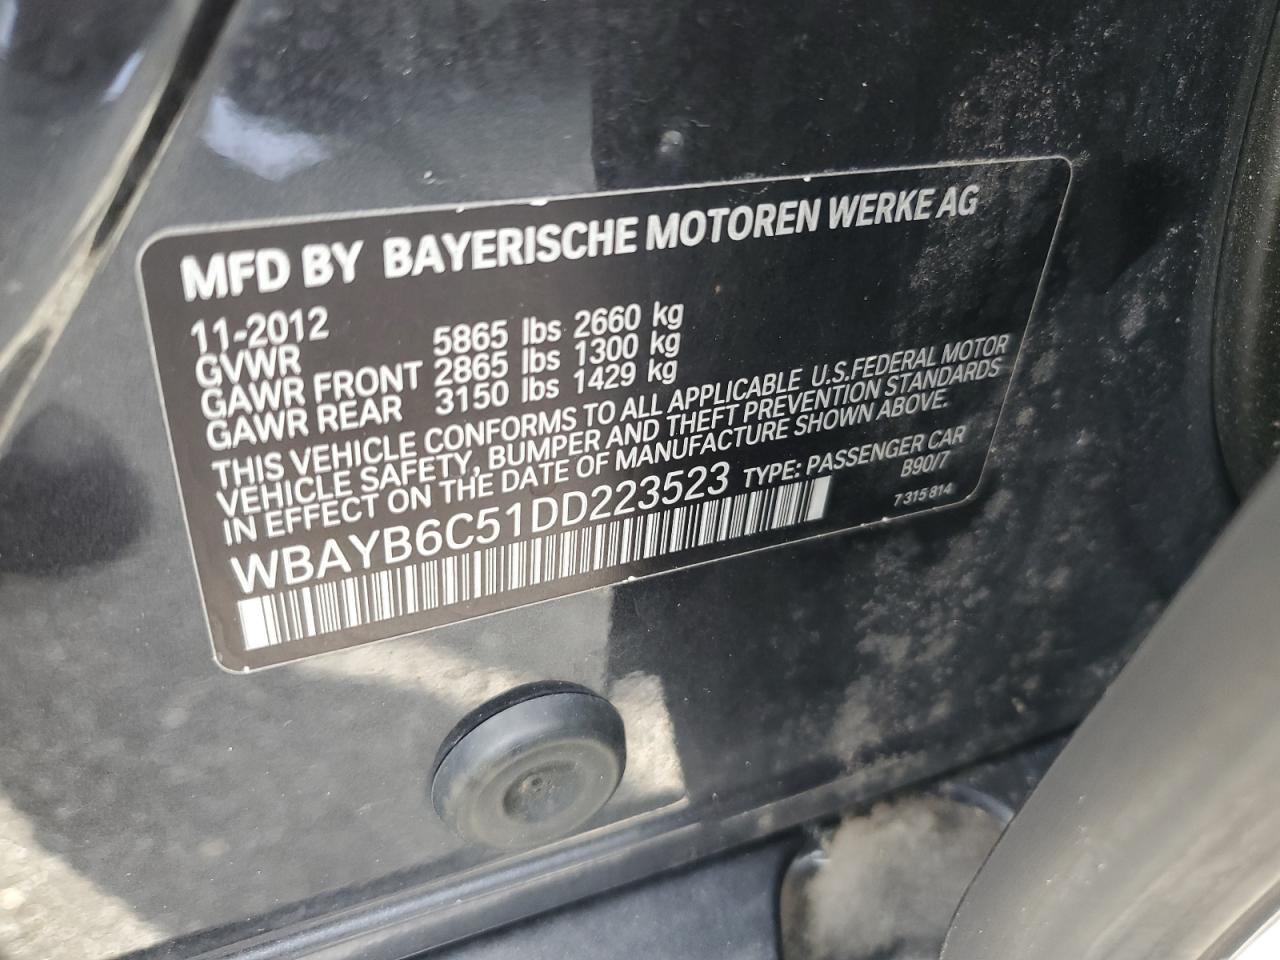 MFD BY BAYERISCHE MOTOREN WERKE AG
11-2012
GVWR 5865 lbs 2660 kg
GAWR FRONT 2865 lbs 1300 kg
GAWR REAR 3150 lbs 1429 kg
THIS VEHICLE CONFORMS TO ALL APPLICABLE U.S.FEDERAL MOTOR
VEHICLE SAFETY, BUMPER AND THEFT PREVENTION STANDARDS
IN EFFECT ON THE DATE OF MANUFACTURE SHOWN ABOVE.
WBAYB6C51DD223523 TYPE: PASSENGER CAR
B90/7
7 315 814